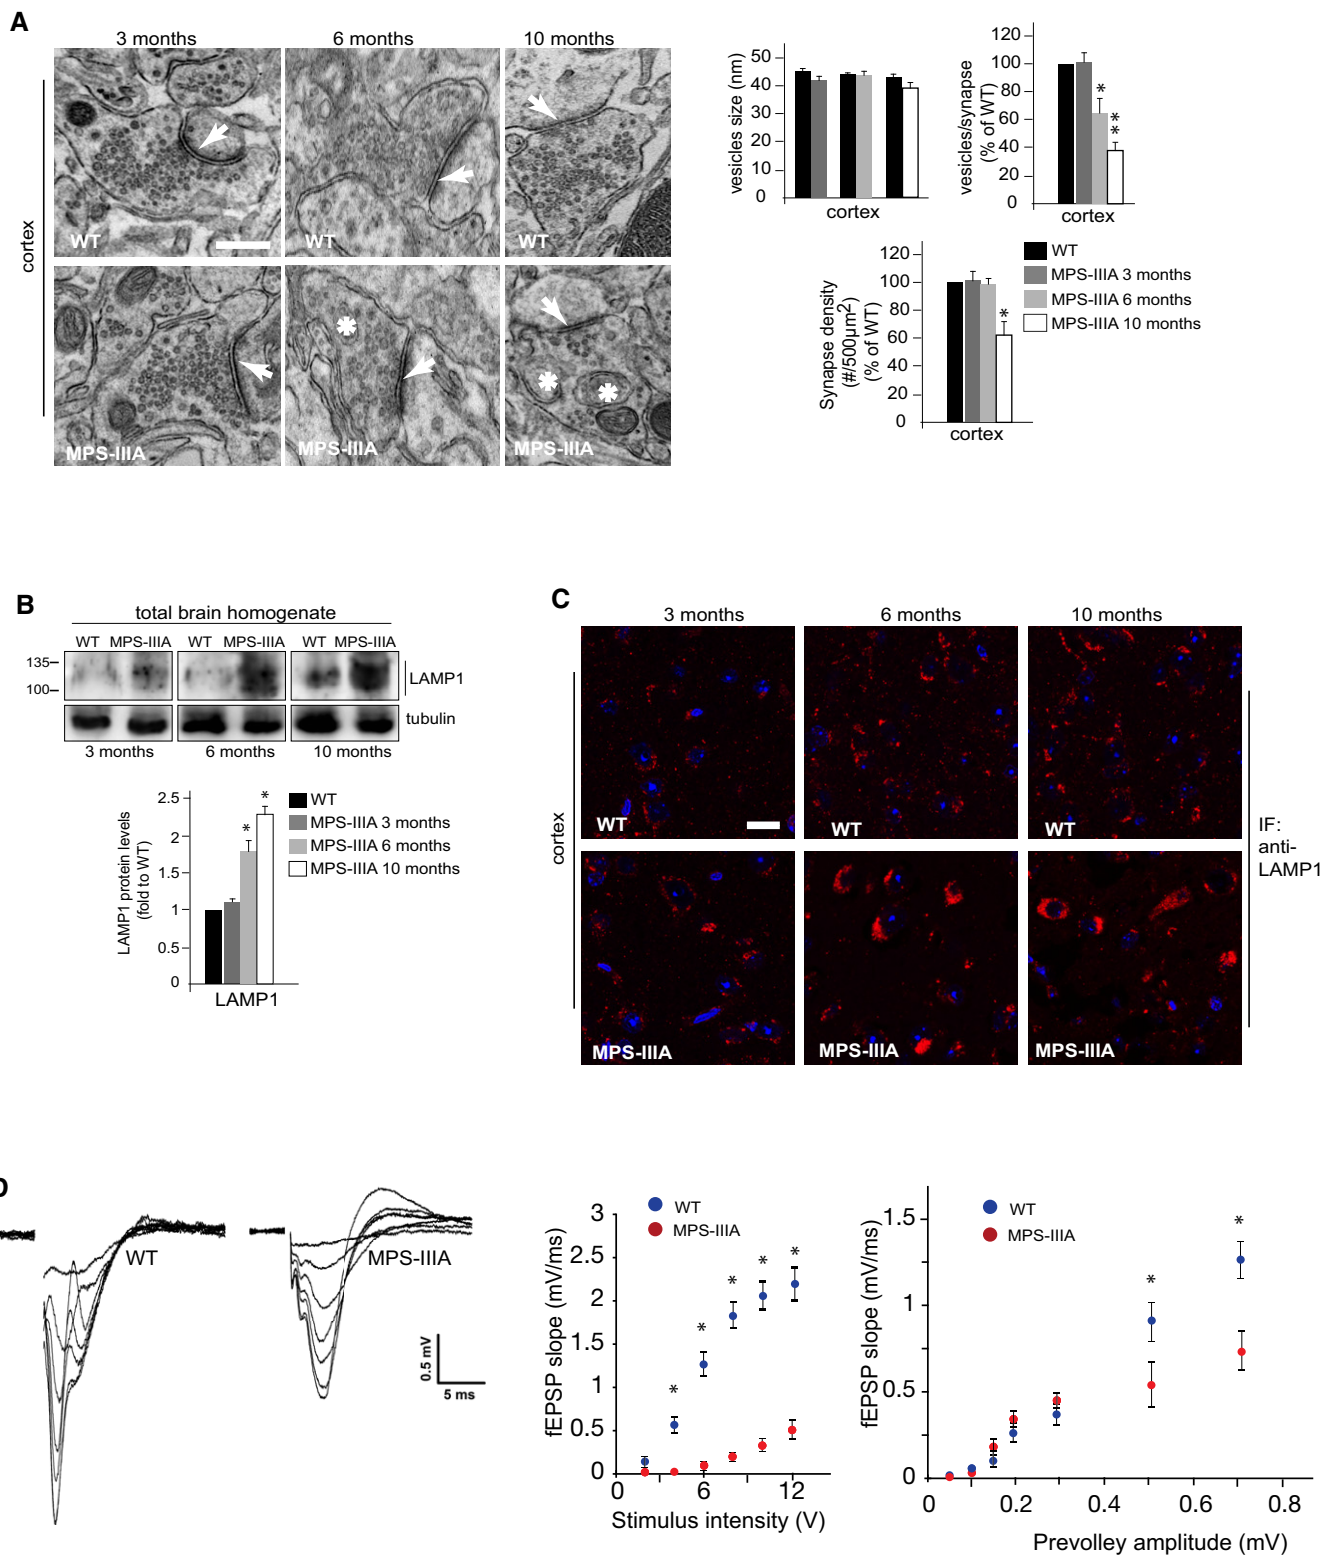 A
3 months
6 months
10 months
cortex
WT
WT
WT
MPS-IIIA
MPS-IIIA
MPS-IIIA
vesicles size (nm)
50
40
30
20
10
0
cortex
vesicles/synapse
(% of WT)
120
100
80
60
40
20
0
*
**
cortex
Synapse density
(#/500µm2)
(% of WT)
120
100
80
60
40
20
0
*
cortex
WT
MPS-IIIA 3 months
MPS-IIIA 6 months
MPS-IIIA 10 months
B
total brain homogenate
WT MPS-IIIA WT MPS-IIIA WT MPS-IIIA
135
100
LAMP1
tubulin
3 months
6 months
10 months
LAMP1 protein levels
(fold to WT)
2.5
2
1.5
1
0.5
0
*
*
LAMP1
WT
MPS-IIIA 3 months
MPS-IIIA 6 months
MPS-IIIA 10 months
C
3 months
6 months
10 months
cortex
WT
WT
WT
MPS-IIIA
MPS-IIIA
MPS-IIIA
IF:
anti-
LAMP1
D
WT
MPS-IIIA
0.5 mV
5 ms
fEPSP slope (mV/ms)
3
2.5
2
1.5
1
0.5
0
WT
MPS-IIIA
* * * * *
0 6 12
Stimulus intensity (V)
fEPSP slope (mV/ms)
1.5
1
0.5
0
WT
MPS-IIIA
* *
0 0.2 0.4 0.6 0.8
Prevolley amplitude (mV)